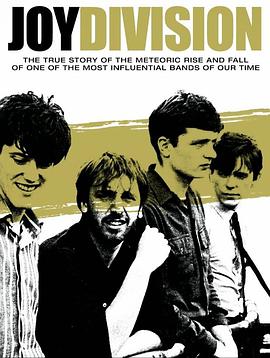 JOYDIVISION
THE TRUE STORY OF THE METEORIC RISE AND FALL
OF ONE OF THE MOST INFLUENTIAL BANDS OF OUR TIME